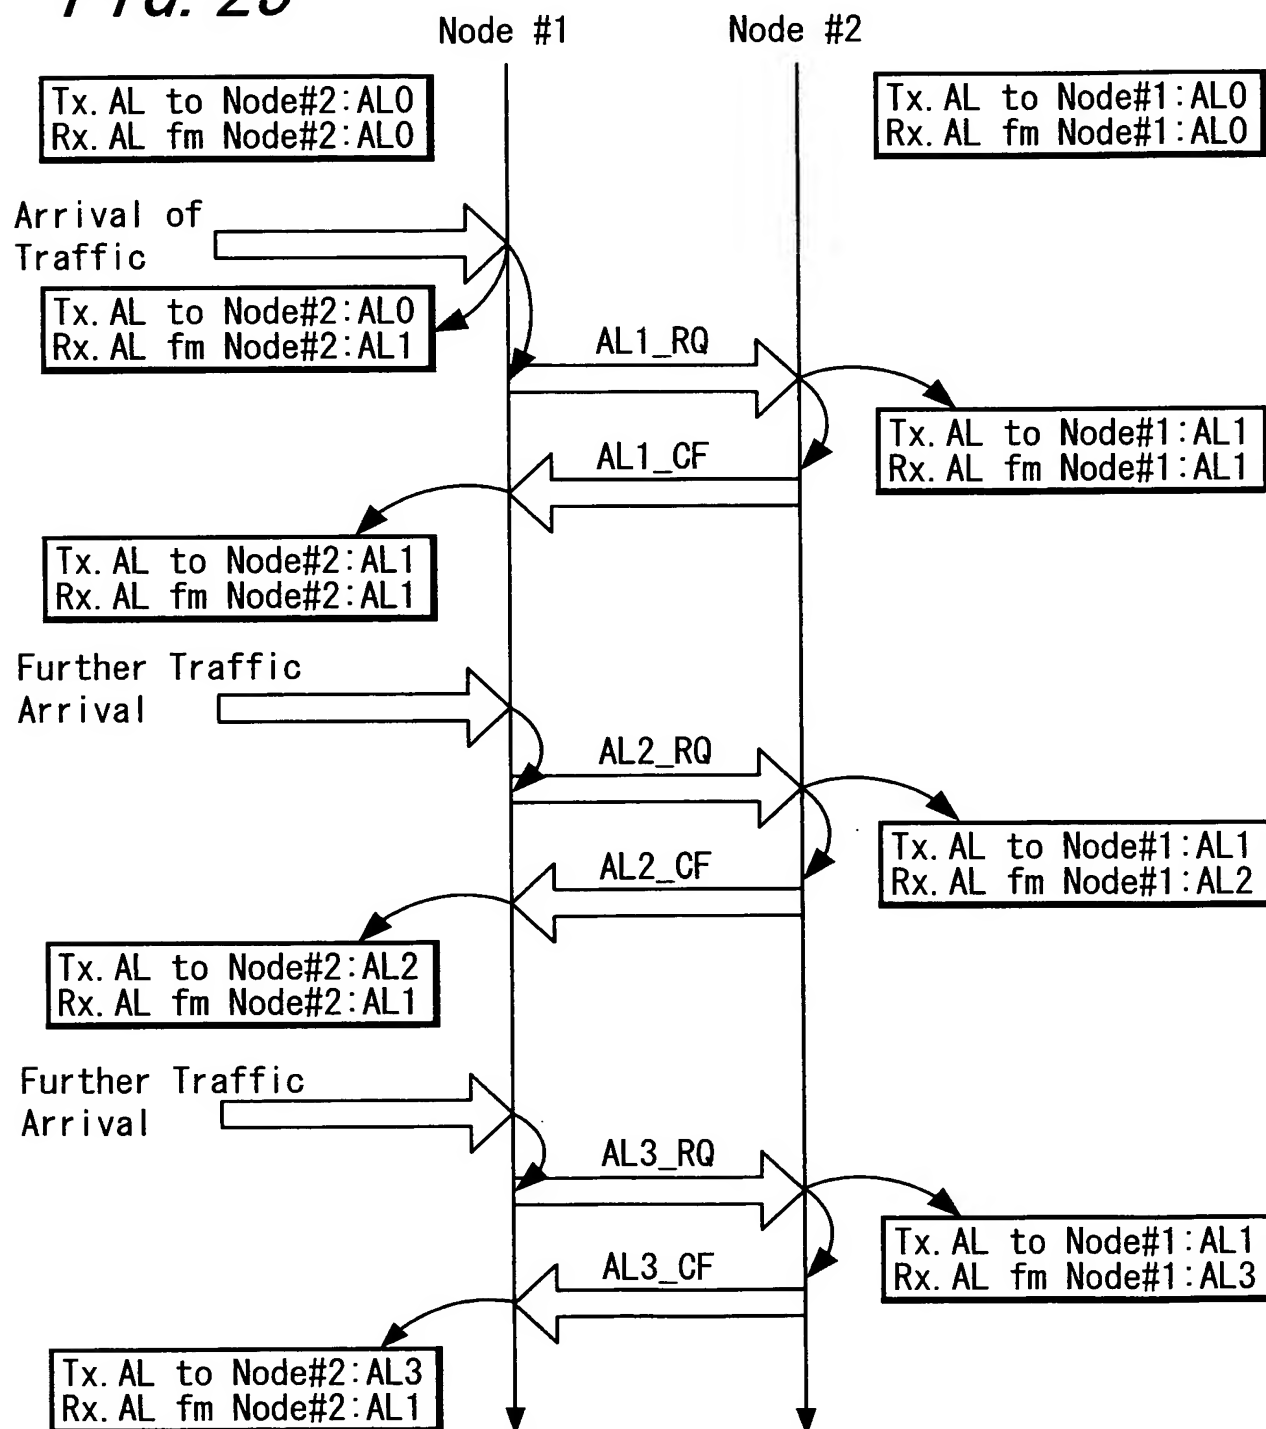 Node #1
Node #2
Tx. AL to Node#2:AL0
Rx. AL fm Node#2:AL0
Tx. AL to Node#1:AL0
Rx. AL fm Node#1:AL0
Arrival of
Traffic
Tx. AL to Node#2:AL0
Rx. AL fm Node#2:AL1
AL1_RQ
Tx. AL to Node#1:AL1
Rx. AL fm Node#1:AL1
AL1_CF
Tx. AL to Node#2:AL1
Rx. AL fm Node#2:AL1
Further Traffic
Arrival
AL2_RQ
Tx. AL to Node#1:AL1
Rx. AL fm Node#1:AL2
AL2_CF
Tx. AL to Node#2:AL2
Rx. AL fm Node#2:AL1
Further Traffic
Arrival
AL3_RQ
Tx. AL to Node#1:AL1
Rx. AL fm Node#1:AL3
AL3_CF
Tx. AL to Node#2:AL3
Rx. AL fm Node#2:AL1